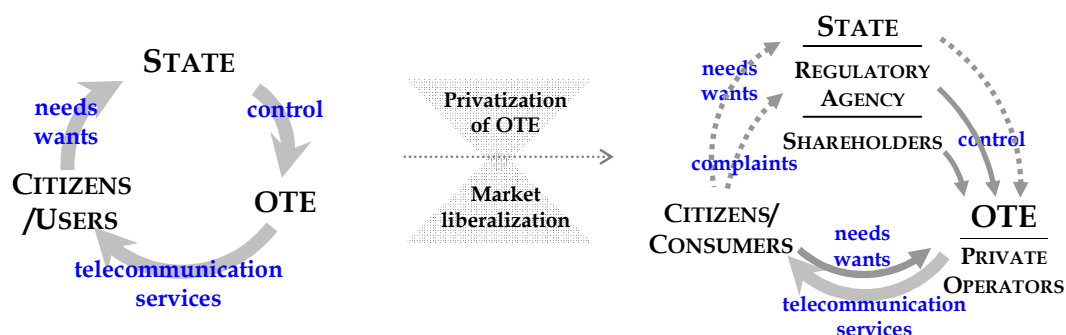 STATE
needs
wants
control
CITIZENS
/USERS
OTE
telecommunication
services
Privatization
of OTE
Market
liberalization
STATE
needs
wants
REGULATORY
AGENCY
SHAREHOLDERS
control
complaints
CITIZENS/
CONSUMERS
needs
wants
OTE
PRIVATE
OPERATORS
telecommunication
services